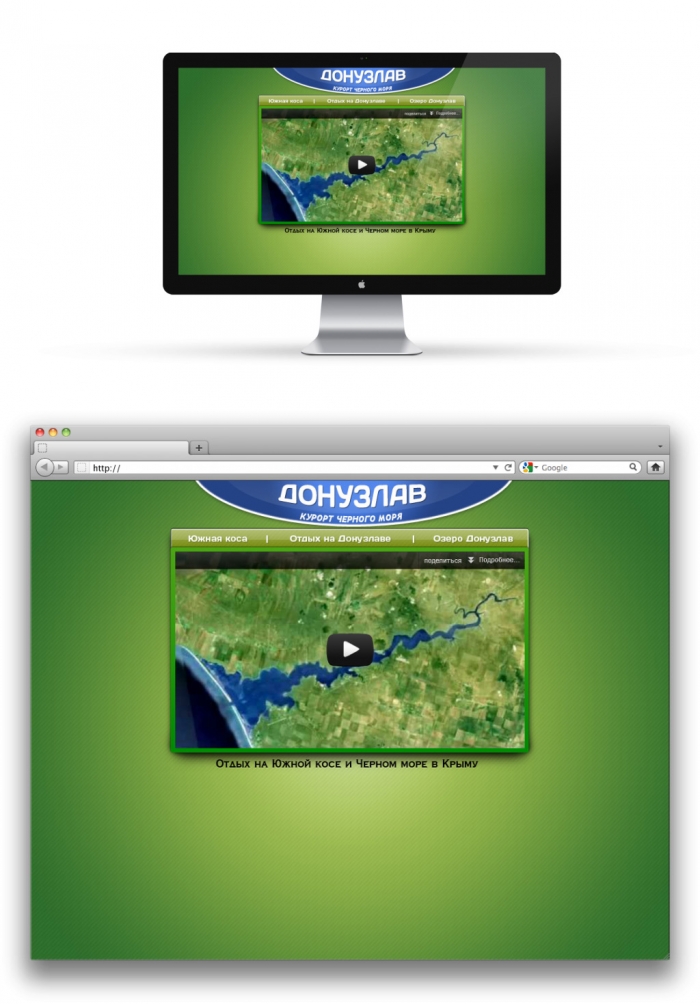 ДОНУЗЛАВ
КУРОРТ ЧЕРНОГО МОРЯ
Южная коса | Отдых на Донузлаве | Озеро Донузлав
поделиться Подробнее...
Отдых на Южной косе и Черном море в Крыму
http://
Google
ДОНУЗЛАВ
КУРОРТ ЧЕРНОГО МОРЯ
Южная коса | Отдых на Донузлаве | Озеро Донузлав
поделиться Подробнее...
Отдых на Южной косе и Черном море в Крыму